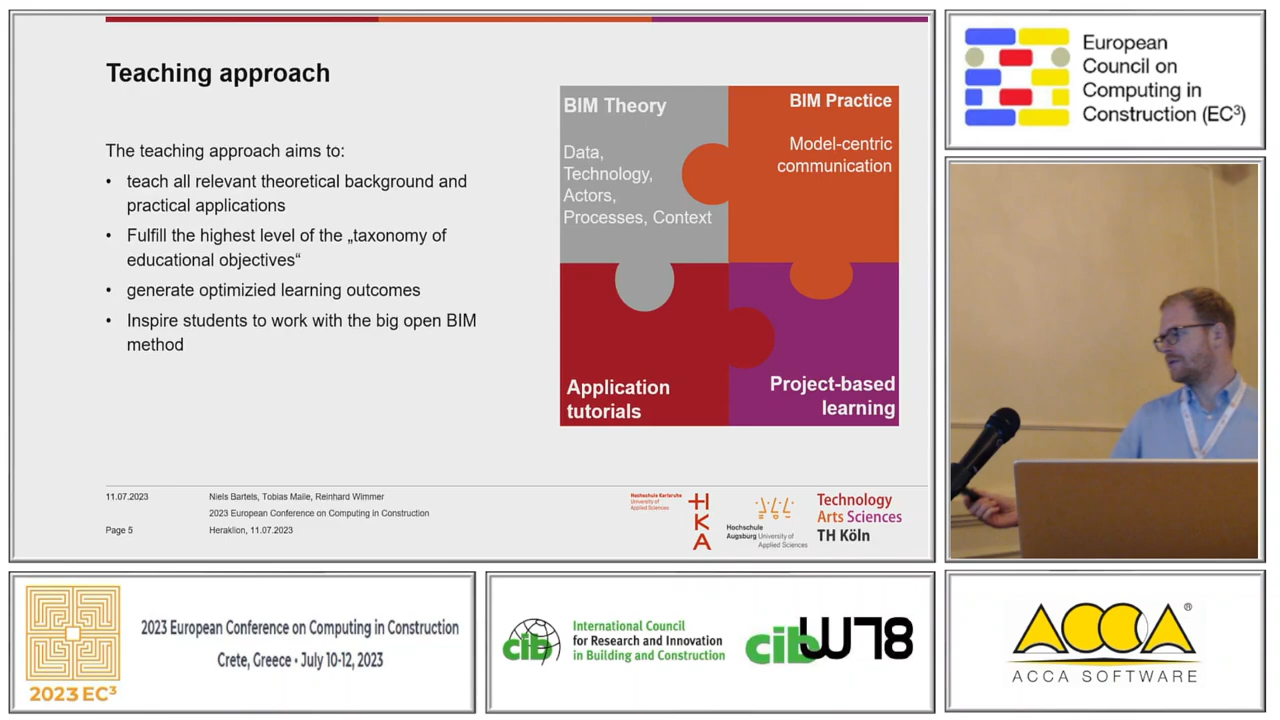 Teaching approach
The teaching approach aims to:
• teach all relevant theoretical background and
practical applications
• Fulfill the highest level of the „taxonomy of
educational objectives“
• generate optimizied learning outcomes
• Inspire students to work with the big open BIM
method
BIM Theory
Data,
Technology,
Actors,
Processes, Context
BIM Practice
Model-centric
communication
Application
tutorials
Project-based
learning
11.07.2023
Niels Bartels, Tobias Maile, Reinhard Wimmer
2023 European Conference on Computing in Construction
Page 5
Heraklion, 11.07.2023
Hochschule Karlsruhe
University of
Applied Sciences
H
K
A
Hochschule
Augsburg University of
Applied Sciences
Technology
Arts Sciences
TH Köln
European
Council on
Computing in
Construction (EC³)
2023 EC³
2023 European Conference on Computing in Construction
Crete, Greece • July 10-12, 2023
cib
International Council
for Research and Innovation
in Building and Construction
cib W78
ACCA®
ACCA SOFTWARE